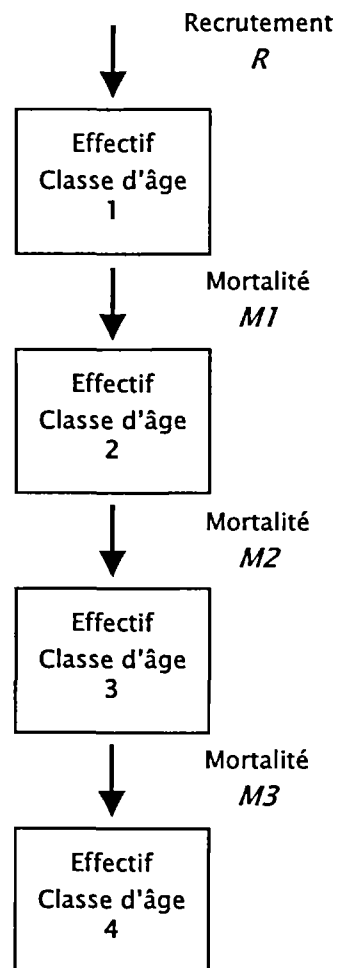 Recrutement
R
Effectif
Classe d'âge
1
Mortalité
M1
Effectif
Classe d'âge
2
Mortalité
M2
Effectif
Classe d'âge
3
Mortalité
M3
Effectif
Classe d'âge
4